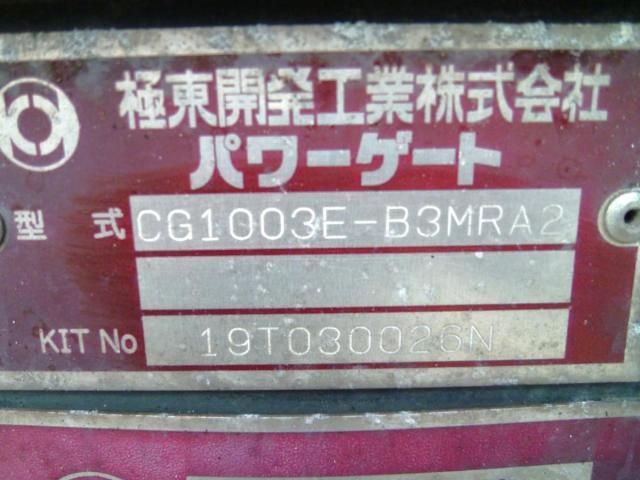 極東開発工業株式会社
パワーゲート
型式 CG1003E-B3MRA2
KIT No 19T030026N